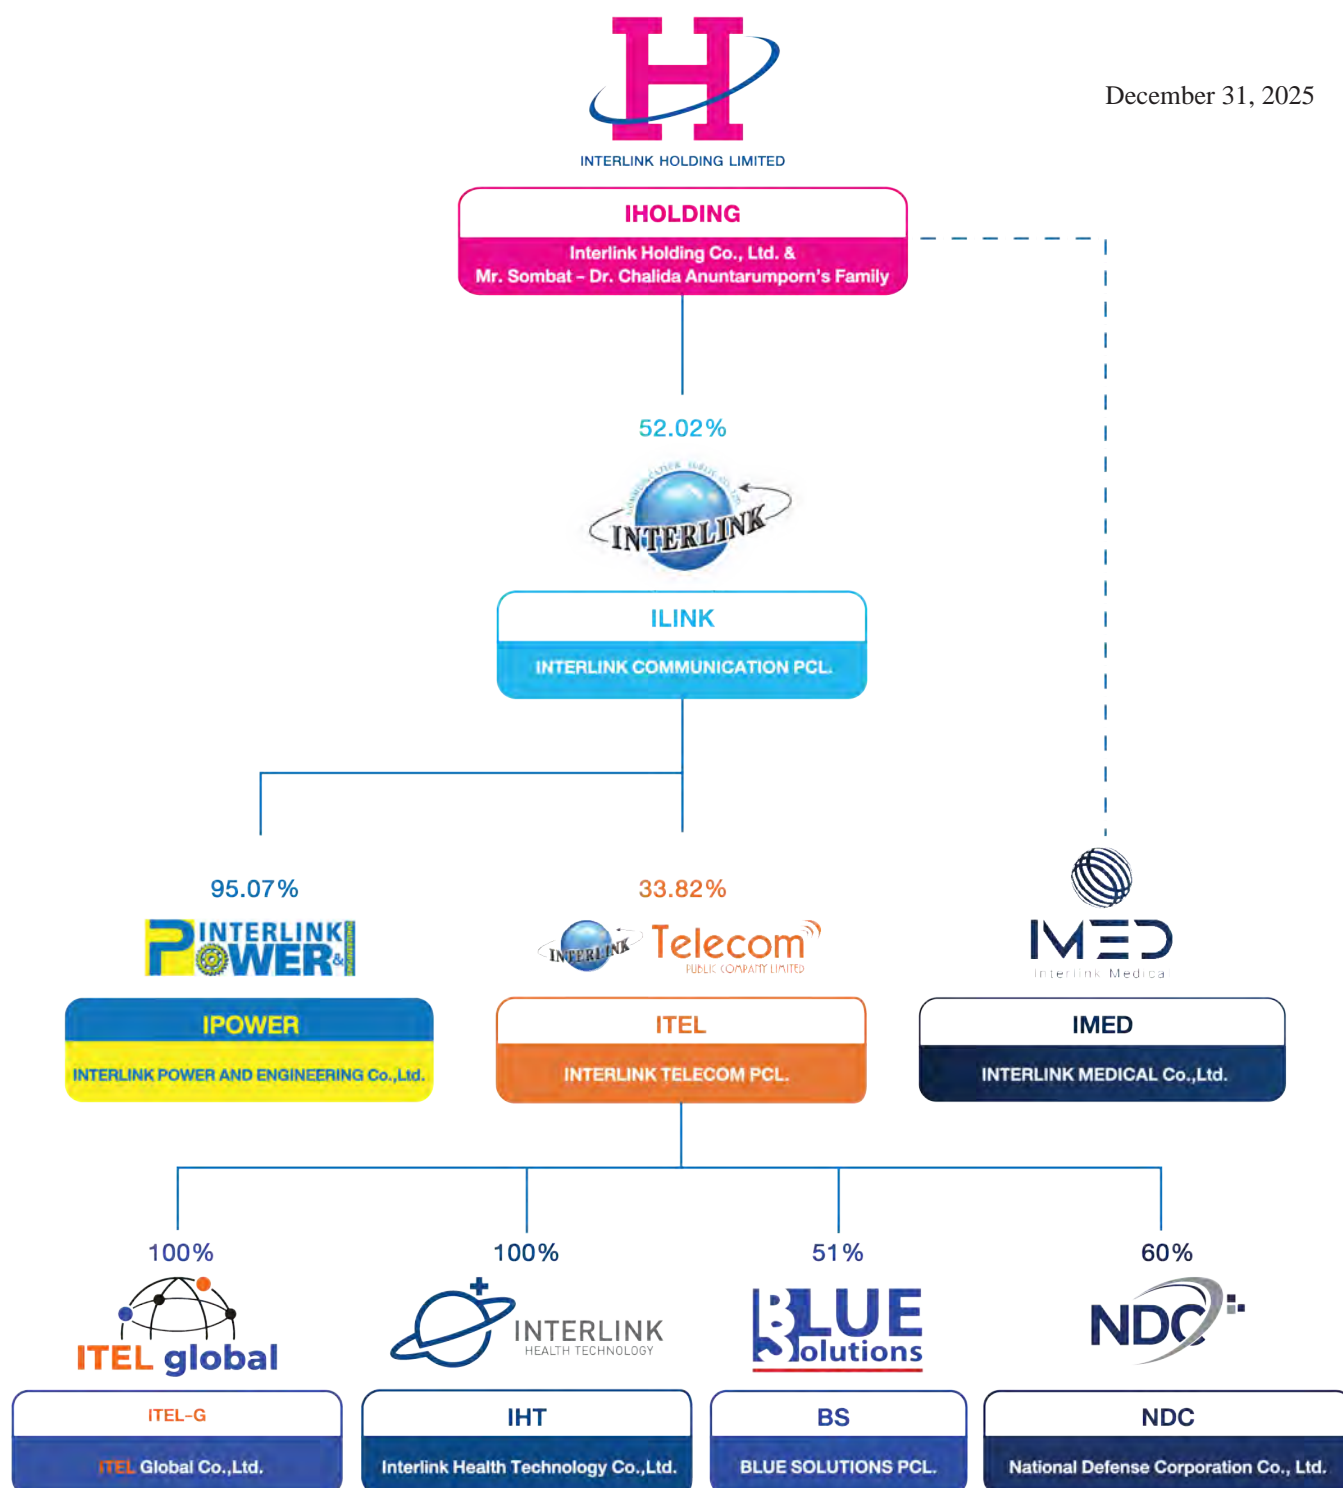 H
December 31, 2025
INTERLINK HOLDING LIMITED
IHOLDING
Interlink Holding Co., Ltd. &
Mr. Sombat – Dr. Chalida Anuntarumporn's Family
52.02%
COMMUNICATION PUBLIC CO., LTD.
INTERLINK
ILINK
INTERLINK COMMUNICATION PCL.
95.07%
33.82%
INTERLINK
POWER &
INTERLINK
Telecom
PUBLIC COMPANY LIMITED
IMED
Interlink Medical
IPOWER
INTERLINK POWER AND ENGINEERING Co.,Ltd.
ITEL
INTERLINK TELECOM PCL.
IMED
INTERLINK MEDICAL Co.,Ltd.
100%
100%
51%
60%
ITEL global
INTERLINK
HEALTH TECHNOLOGY
BLUE
Solutions
NDC
ITEL-G
ITEL Global Co.,Ltd.
IHT
Interlink Health Technology Co.,Ltd.
BS
BLUE SOLUTIONS PCL.
NDC
National Defense Corporation Co., Ltd.